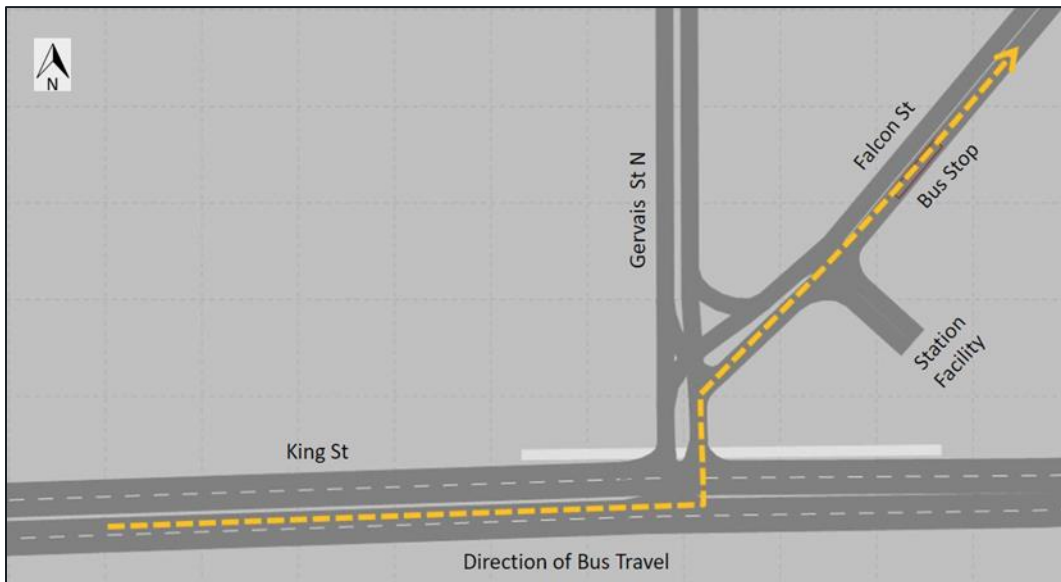 N
Gervais St N
Falcon St
Bus Stop
Station
Facility
King St
Direction of Bus Travel